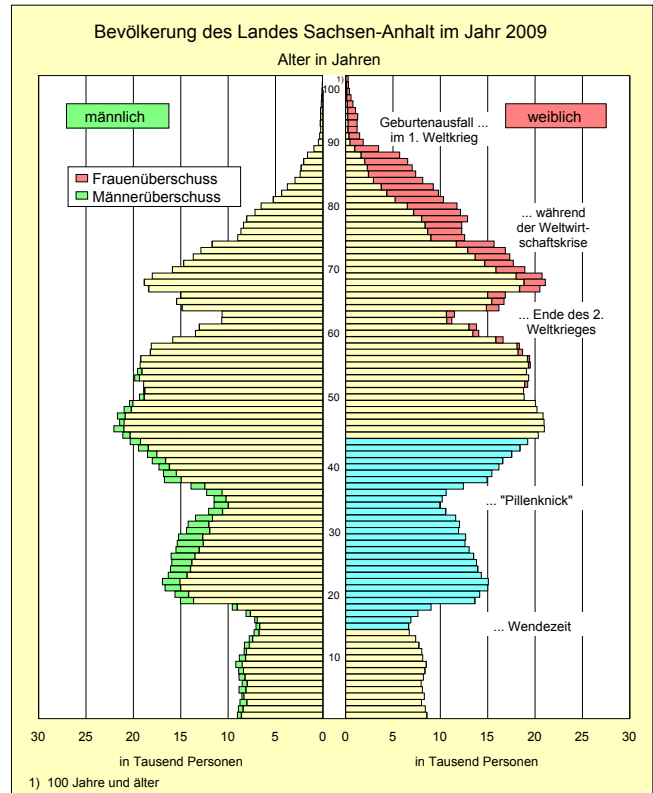 Bevölkerung des Landes Sachsen-Anhalt im Jahr 2009
Alter in Jahren
1)
100
männlich
Geburtenausfall ...
im 1. Weltkrieg
weiblich
90
Frauenüberschuss
Männerüberschuss
80
... während
der Weltwirt-
schaftskrise
70
... Ende des 2.
Weltkrieges
60
50
40
... "Pillenknick"
30
20
... Wendezeit
10
30 25 20 15 10 5 0 0 5 10 15 20 25 30
in Tausend Personen in Tausend Personen
1) 100 Jahre und älter